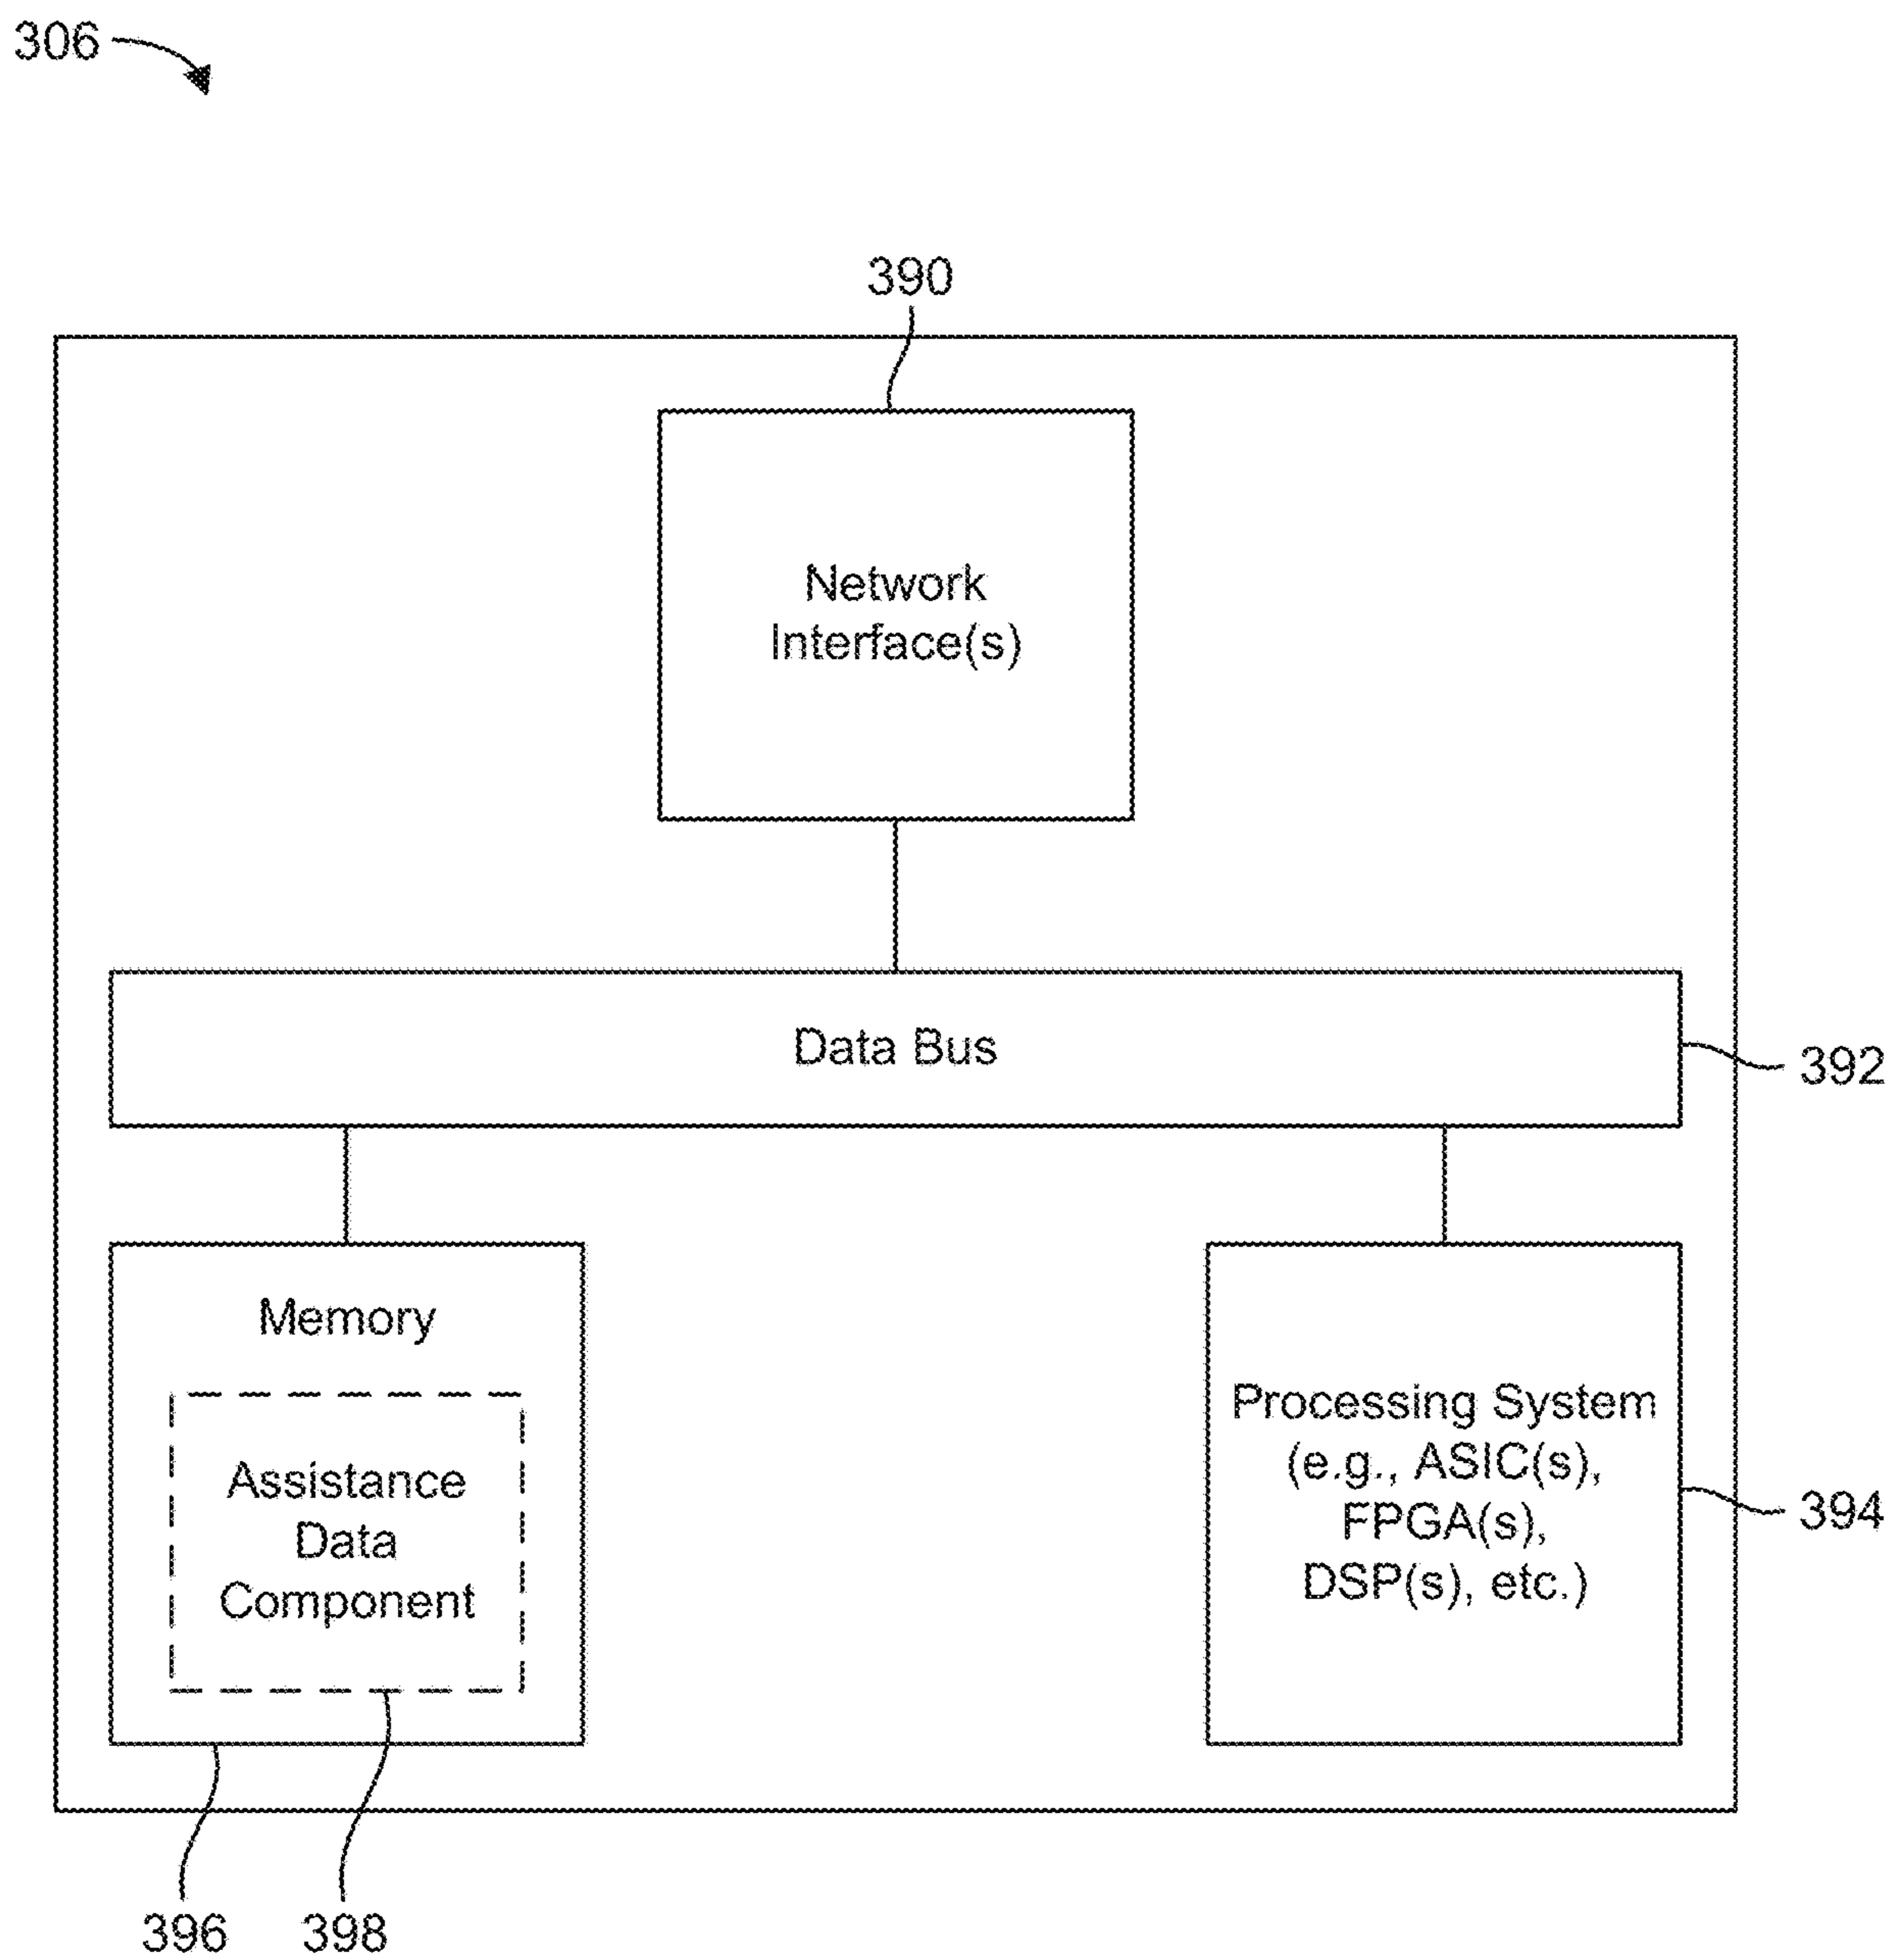 306
390
Network
Interface(s)
Data Bus
392
Memory
Assistance
Data
Component
Processing System
(e.g., ASIC(s),
FPGA(s),
DSP(s), etc.)
394
396
398